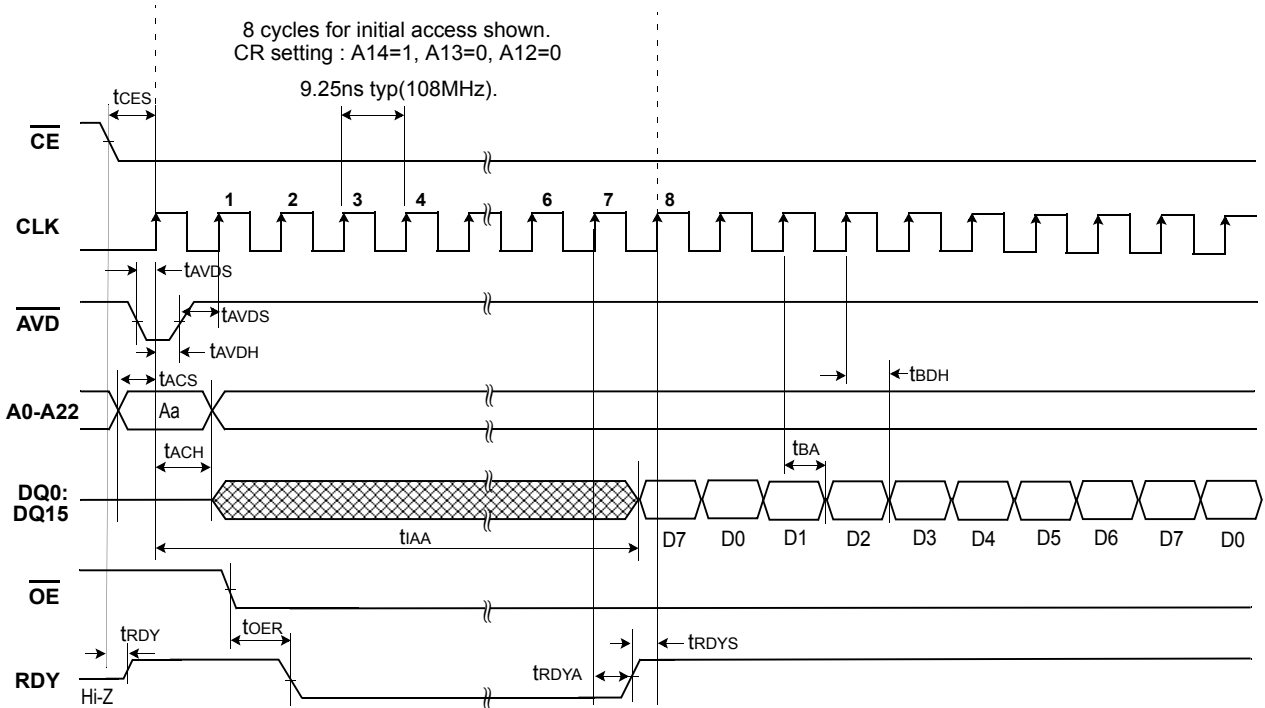 8 cycles for initial access shown.
CR setting : A14=1, A13=0, A12=0
9.25ns typ(108MHz).
tCES
CE
CLK
1 2 3 4 6 7 8
tAVDS
AVD
tAVDS
tAVDH
tACS
tBDH
A0-A22
Aa
tACH
tBA
DQ0:
DQ15
tIAA
D7 D0 D1 D2 D3 D4 D5 D6 D7 D0
OE
tOER
tRDY
tRDYS
tRDYA
RDY
Hi-Z